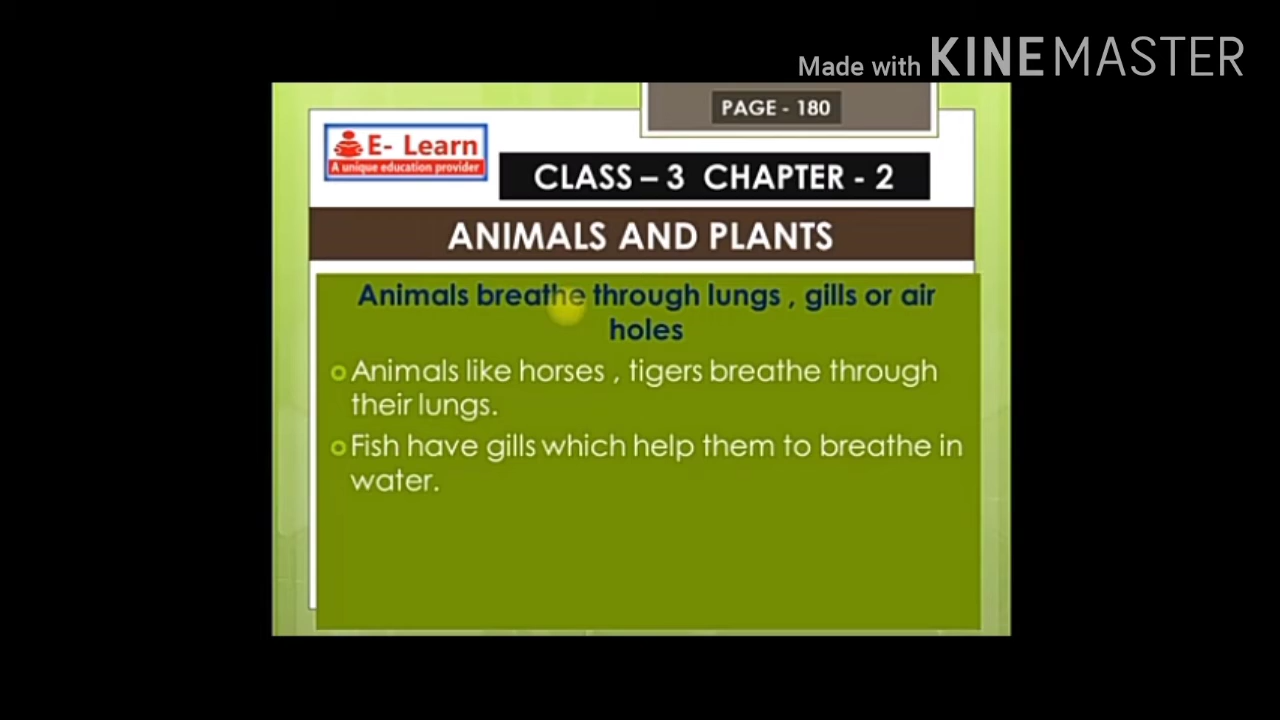 Made with KINEMASTER
PAGE - 180
E- Learn
A unique education provider
CLASS – 3 CHAPTER - 2
ANIMALS AND PLANTS
Animals breathe through lungs , gills or air
holes
Animals like horses , tigers breathe through
their lungs.
Fish have gills which help them to breathe in
water.